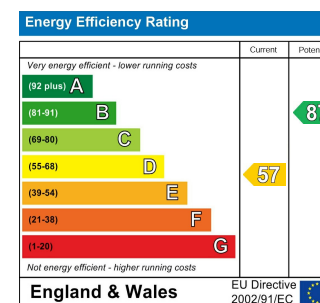 Energy Efficiency Rating
Current Poten
Very energy efficient - lower running costs
(92 plus) A
(81-91) B
8
(69-80) C
(55-68) D
57
(39-54) E
(21-38) F
(1-20) G
Not energy efficient - higher running costs
England & Wales
EU Directive
2002/91/EC